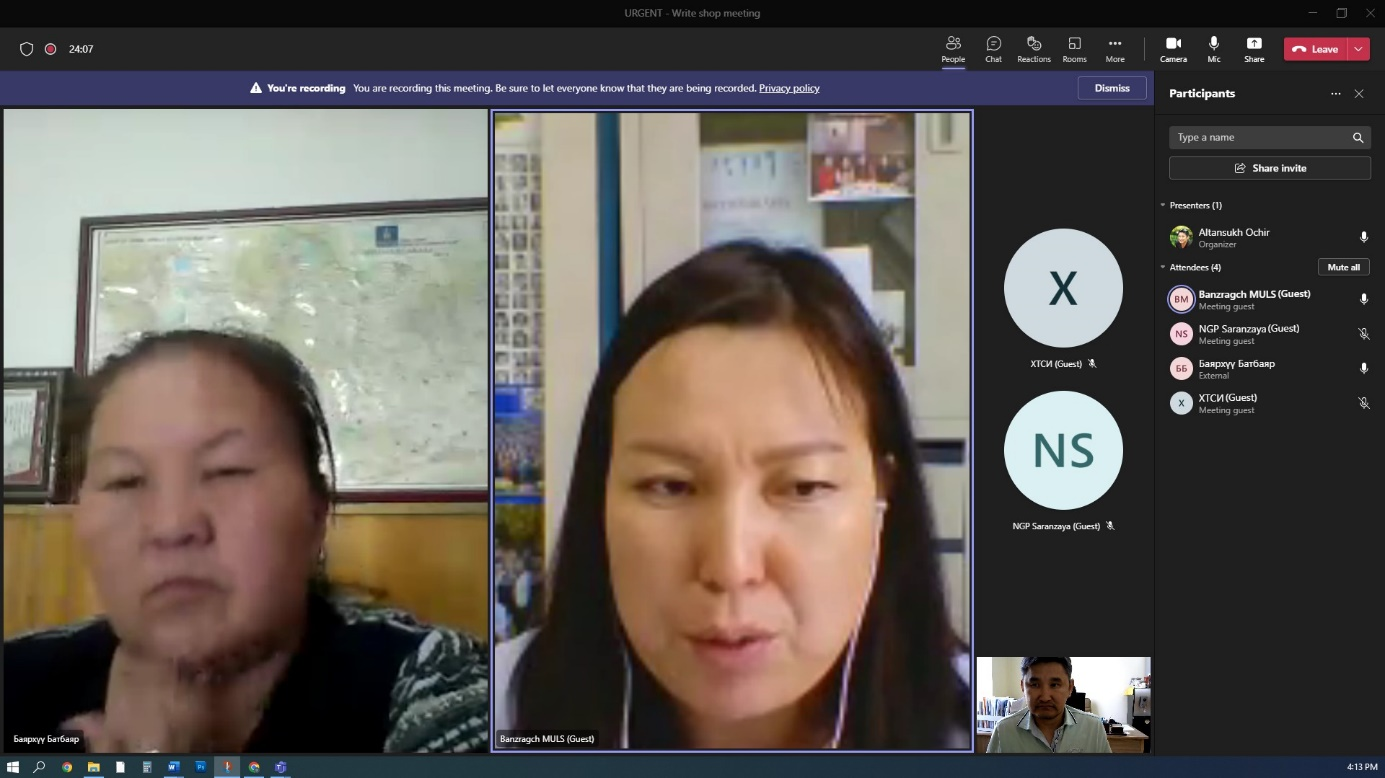 URGENT - Write shop meeting
24:07
People
Chat
Reactions
Rooms
More
Camera
Mic
Share
Leave
You're recording You are recording this meeting. Be sure to let everyone know that they are being recorded. Privacy policy
Dismiss
Participants
Type a name
Share invite
Presenters (1)
Altansukh Ochir
Organizer
Attendees (4)
Mute all
BM
Banzragch MULS (Guest)
Meeting guest
NS
NGP Saranzaya (Guest)
Meeting guest
ББ
Баярхүү Батбаяр
External
X
ХТСИ (Guest)
Meeting guest
X
ХТСИ (Guest)
NS
NGP Saranzaya (Guest)
Баярхүү Батбаяр
Banzragch MULS (Guest)
4:13 PM